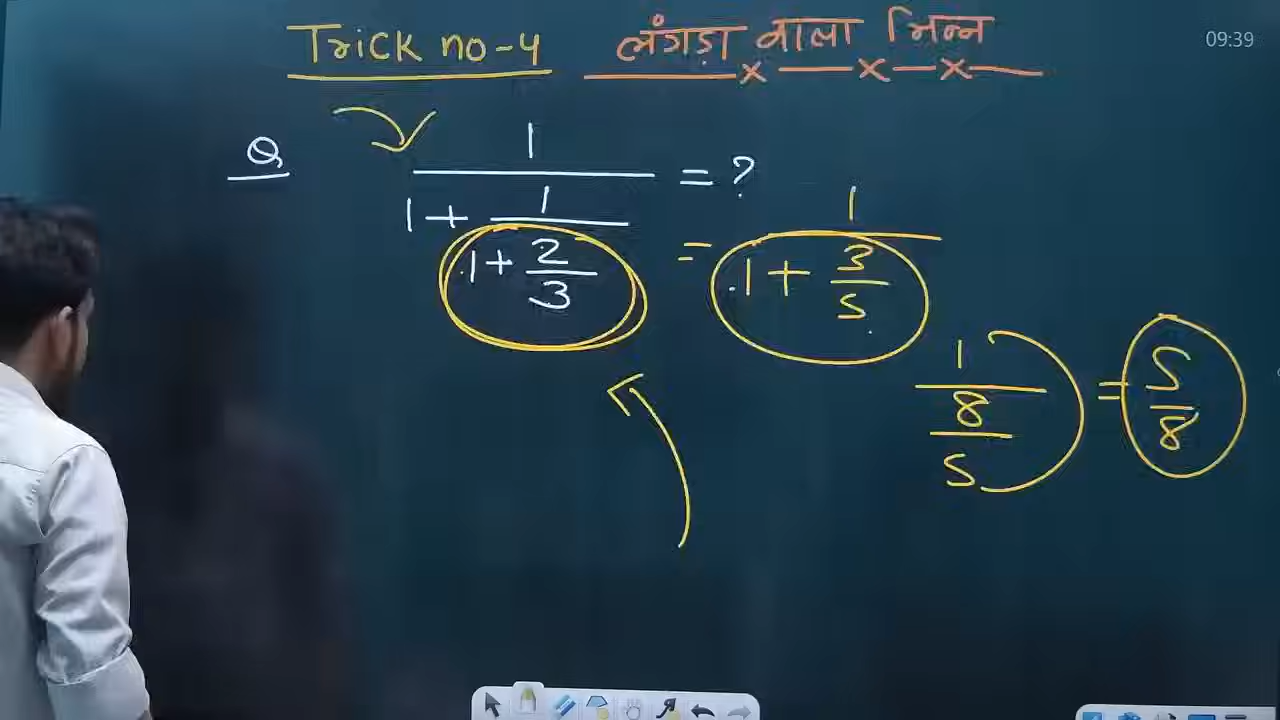 Trick no-4 लंगड़ा वाला भिन्न
09:39
Q 1/(1+1/(1+2/3)) = ?
= 1/(1+3/5)
1/(8/5) = 5/8